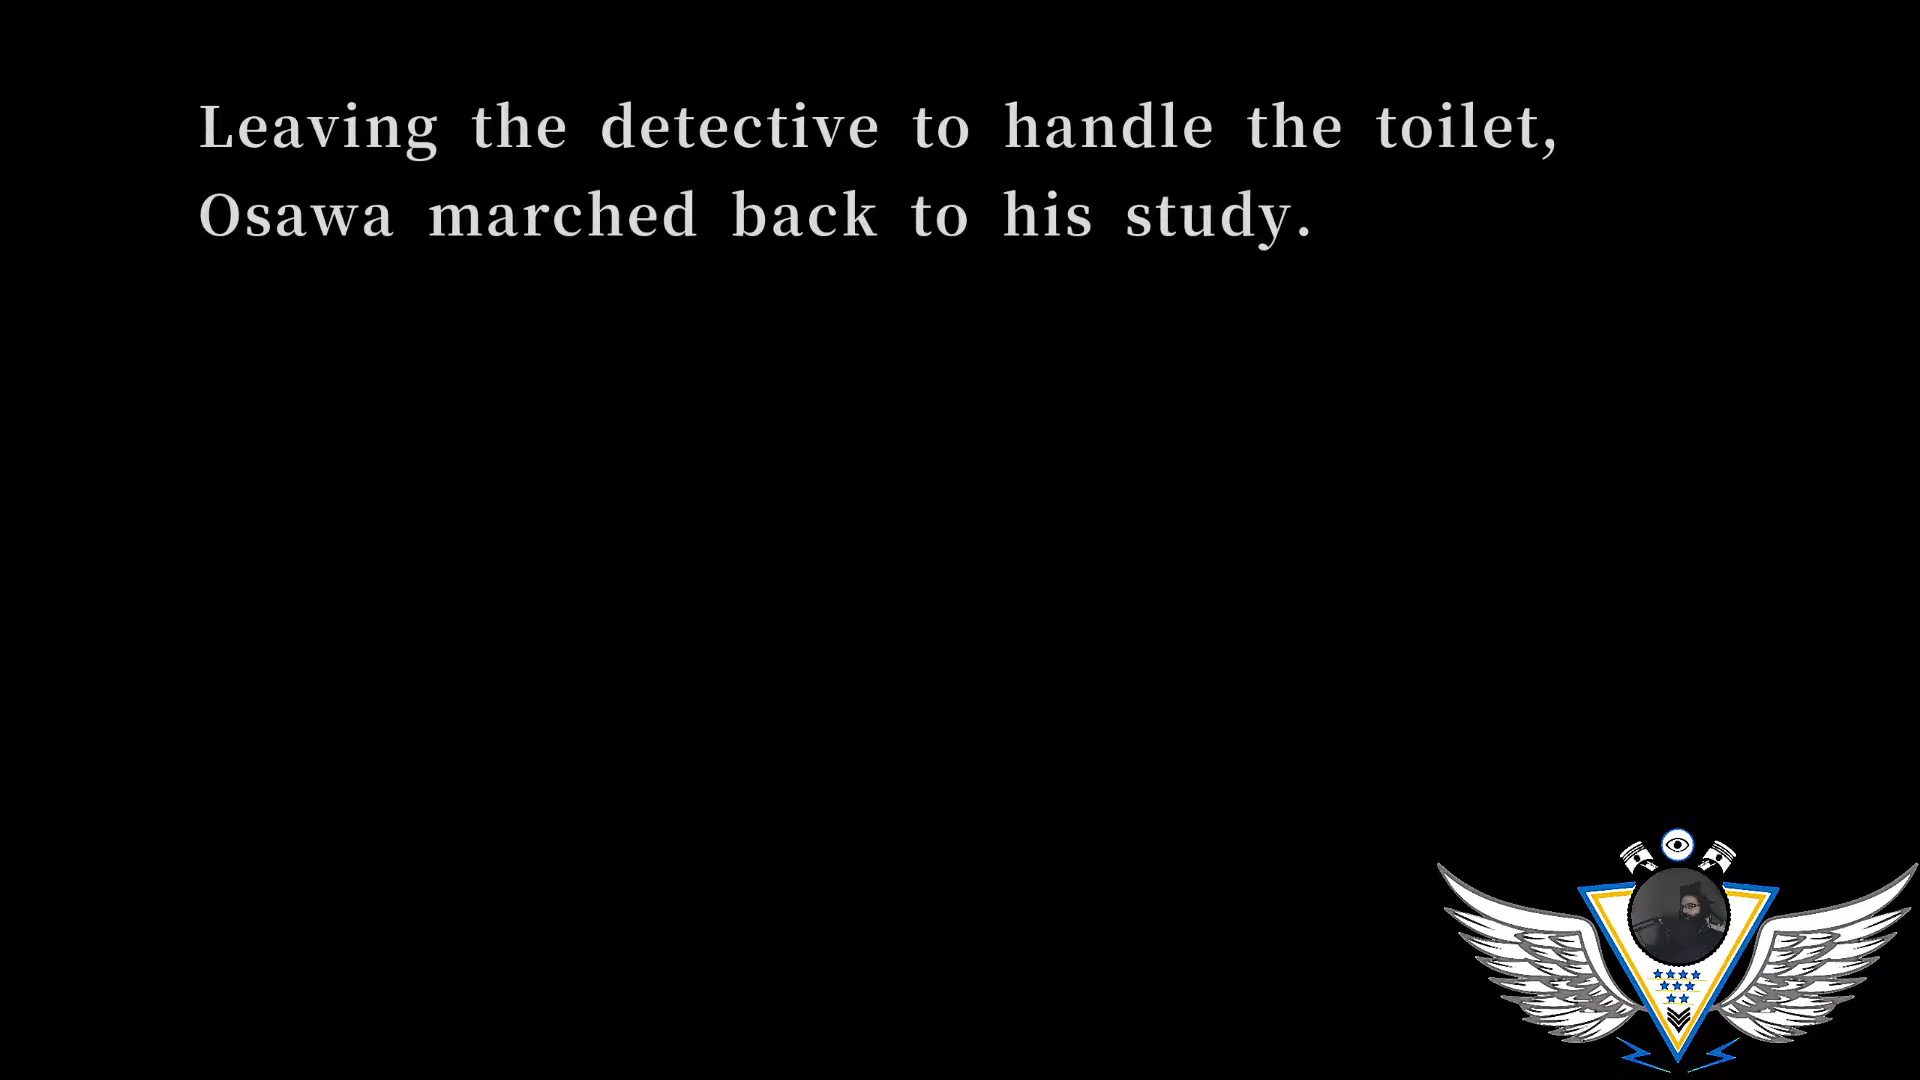 Leaving the detective to handle the toilet,
Osawa marched back to his study.